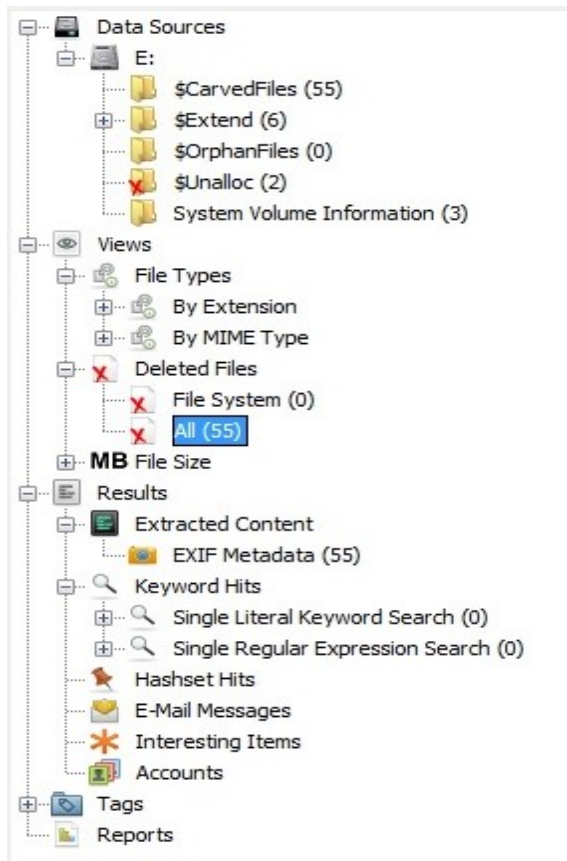 Data Sources
E:
$CarvedFiles (55)
$Extend (6)
$OrphanFiles (0)
$Unalloc (2)
System Volume Information (3)
Views
File Types
By Extension
By MIME Type
Deleted Files
File System (0)
All (55)
MB File Size
Results
Extracted Content
EXIF Metadata (55)
Keyword Hits
Single Literal Keyword Search (0)
Single Regular Expression Search (0)
Hashset Hits
E-Mail Messages
Interesting Items
Accounts
Tags
Reports